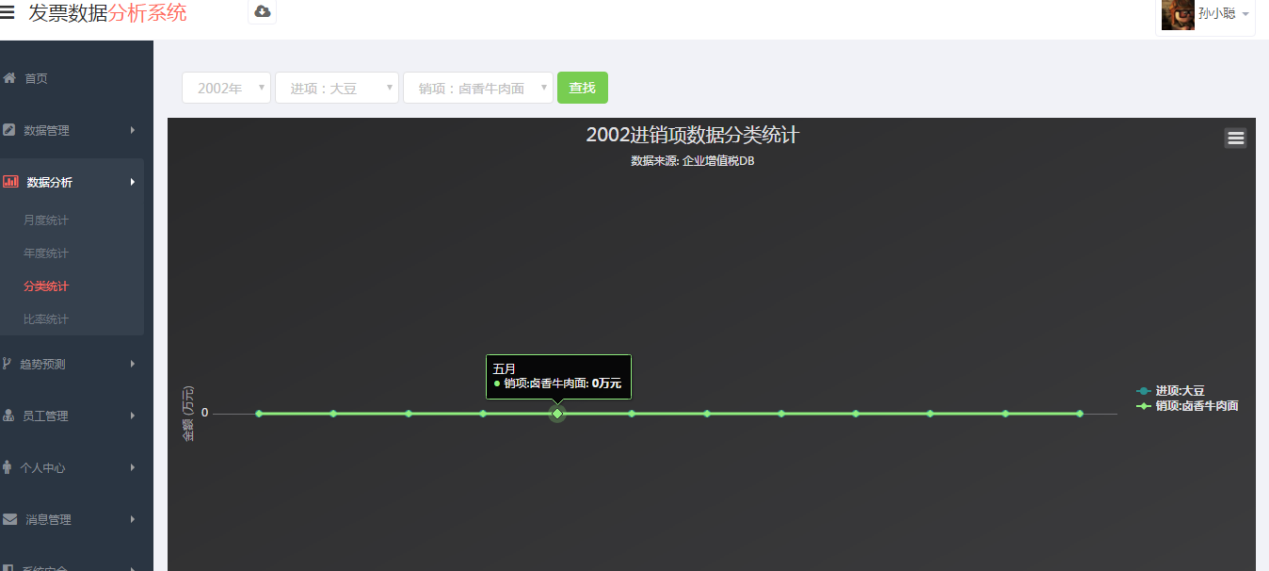 发票数据分析系统
孙小聪
首页
数据管理
数据分析
月度统计
年度统计
分类统计
比率统计
趋势预测
员工管理
个人中心
消息管理
系统安全
2002年
进项：大豆
销项：卤香牛肉面
查找
2002进销项数据分类统计
数据来源: 企业增值税DB
五月
销项:卤香牛肉面: 0万元
金额 (万元)
0
进项:大豆
销项:卤香牛肉面